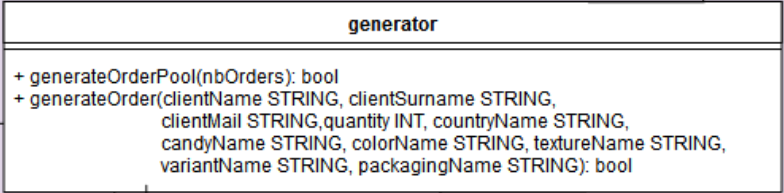 generator
+ generateOrderPool(nbOrders): bool
+ generateOrder(clientName STRING, clientSurname STRING,
clientMail STRING,quantity INT, countryName STRING,
candyName STRING, colorName STRING, textureName STRING,
variantName STRING, packagingName STRING): bool